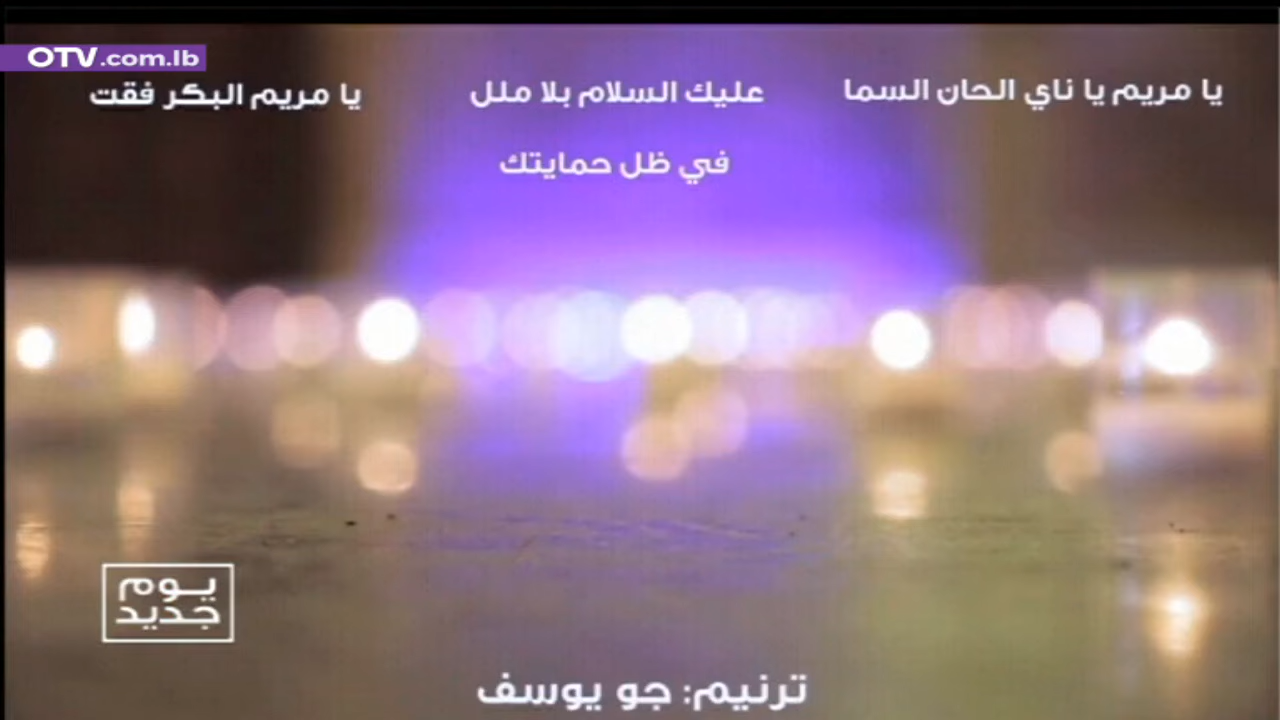 OTV.com.lb
يا مريم يا ناي الحان السما
عليك السلام بلا ملل
يا مريم البكر فقت
في ظل حمايتك
يوم
جديد
ترنيم: جو يوسف